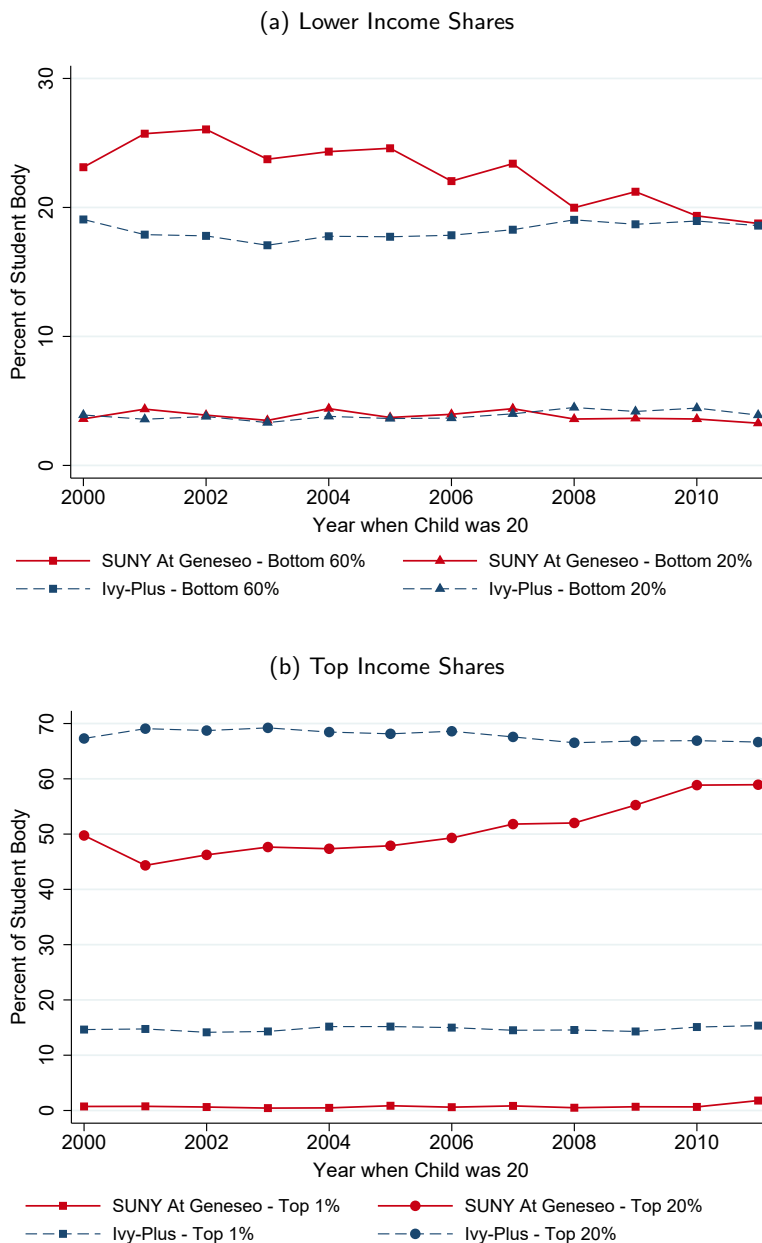 (a) Lower Income Shares
30
20
10
0
Percent of Student Body
2000 2002 2004 2006 2008 2010
Year when Child was 20
SUNY At Geneseo - Bottom 60% SUNY At Geneseo - Bottom 20%
Ivy-Plus - Bottom 60% Ivy-Plus - Bottom 20%
(b) Top Income Shares
70
60
50
40
30
20
10
0
Percent of Student Body
2000 2002 2004 2006 2008 2010
Year when Child was 20
SUNY At Geneseo - Top 1% SUNY At Geneseo - Top 20%
Ivy-Plus - Top 1% Ivy-Plus - Top 20%